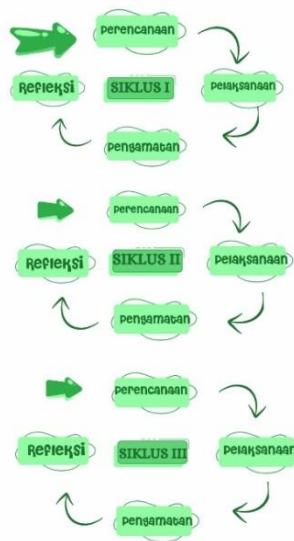 Perencanaan
Refleksi
SIKLUS I
Pelaksanaan
Pengamatan
Perencanaan
Refleksi
SIKLUS II
Pelaksanaan
Pengamatan
Perencanaan
Refleksi
SIKLUS III
Pelaksanaan
Pengamatan